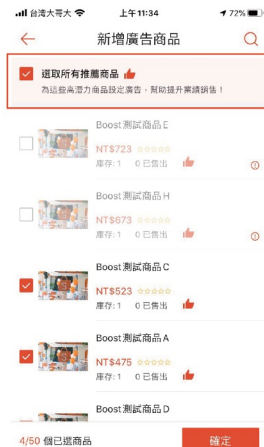 台灣大哥大 上午11:34 72%
新增廣告商品
選取所有推薦商品
為這些高潛力商品設定廣告，幫助提升業績銷售！
Boost 測試商品 E
NT$723
庫存: 1 0 已售出
Boost 測試商品 H
NT$673
庫存: 1 0 已售出
Boost 測試商品 C
NT$523
庫存: 1 0 已售出
Boost 測試商品 A
NT$475
庫存: 1 0 已售出
Boost 測試商品 D
4/50 個已選商品
確定